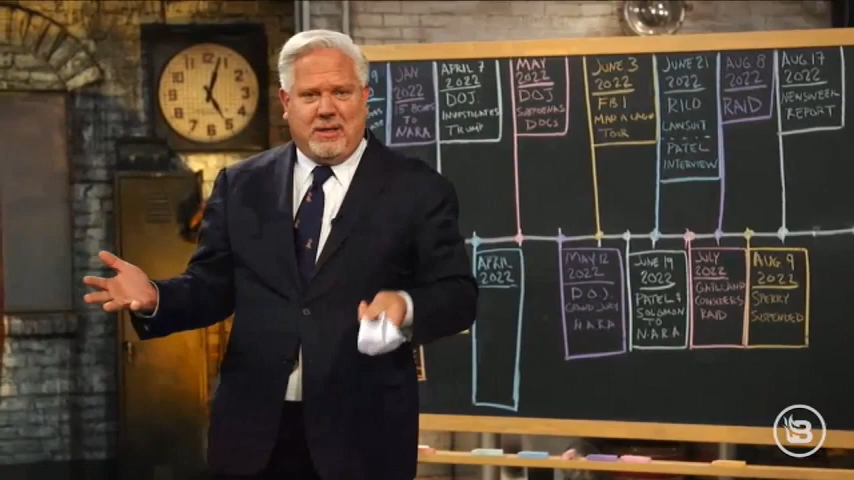 9
JAN
2022
15 BOXES
TO
NARA
APRIL 7
2022
DOJ
INVESTIGATES
TRUMP
MAY
2022
DOJ
SUBPOENAS
DOCS
JUNE 3
2022
FBI
MAR A LAGO
TOUR
JUNE 21
2022
RICO
LAWSUIT
PATEL
INTERVIEW
AUG 8
2022
RAID
AUG 17
2022
NEWSWEEK
REPORT
APRIL
2022
MAY 12
2022
DOJ
GRAND JURY
NARA
JUNE 19
2022
PATEL &
SOLOMON
TO
N.A.R.A
JULY
2022
GARLAND
CONSIDERS
RAID
AUG 9
2022
SPERRY
SUSPENDED
B